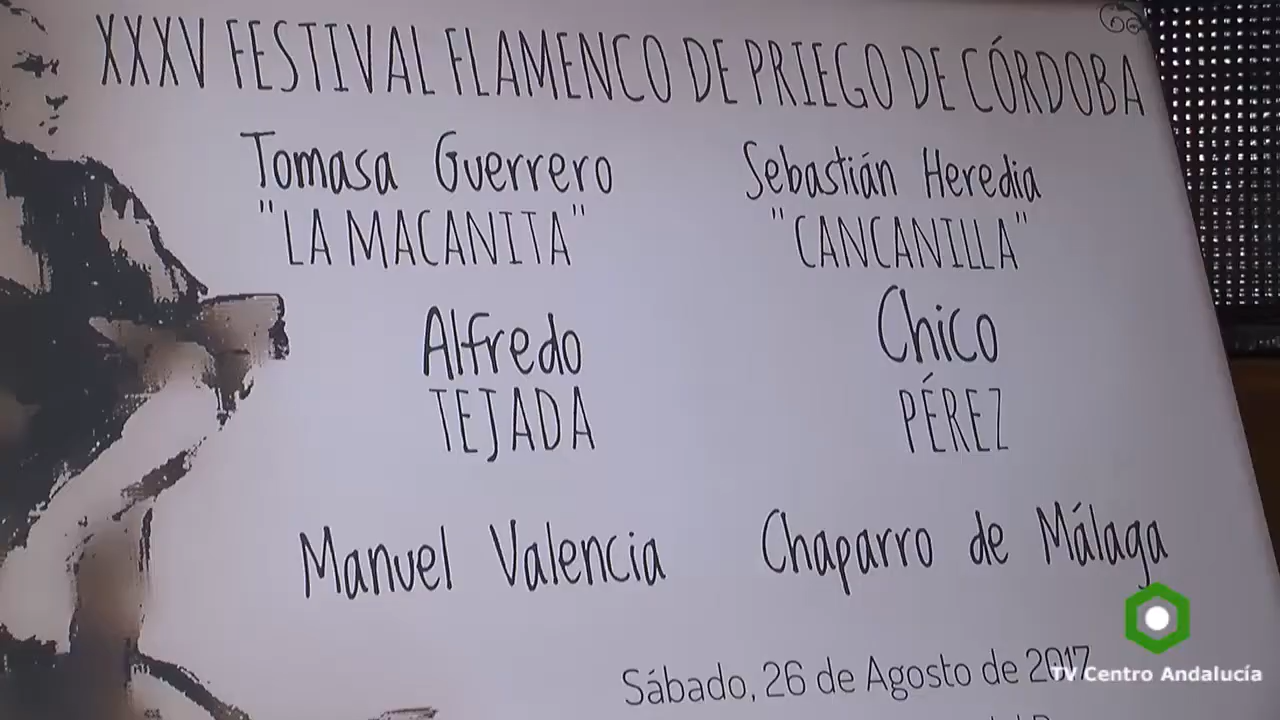 XXXV FESTIVAL FLAMENCO DE PRIEGO DE CÓRDOBA
Tomasa Guerrero
"LA MACANITA"
Sebastián Heredia
"CANCANILLA"
Alfredo
TEJADA
Chico
PÉREZ
Manuel Valencia
Chaparro de Málaga
Sábado, 26 de Agosto de 2017
TV Centro Andalucía